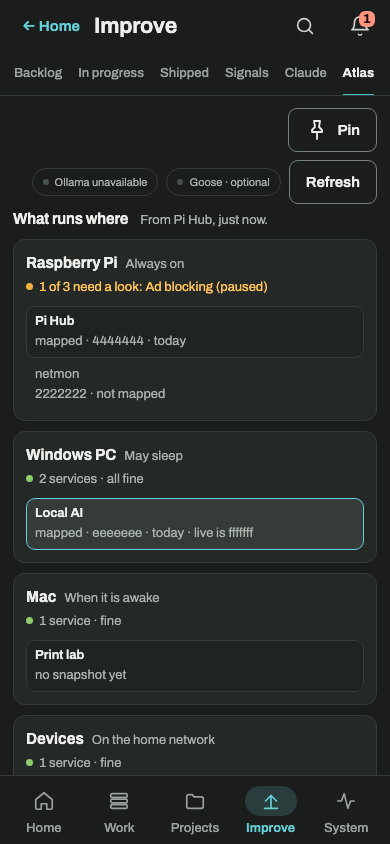 ← Home Improve 1
Backlog In progress Shipped Signals Claude Atlas
Pin
Ollama unavailable Goose · optional Refresh
What runs where From Pi Hub, just now.
Raspberry Pi Always on
1 of 3 need a look: Ad blocking (paused)
Pi Hub
mapped · 4444444 · today
netmon
2222222 · not mapped
Windows PC May sleep
2 services · all fine
Local AI
mapped · eeeeeee · today · live is fffffff
Mac When it is awake
1 service · fine
Print lab
no snapshot yet
Devices On the home network
1 service · fine
Home Work Projects Improve System